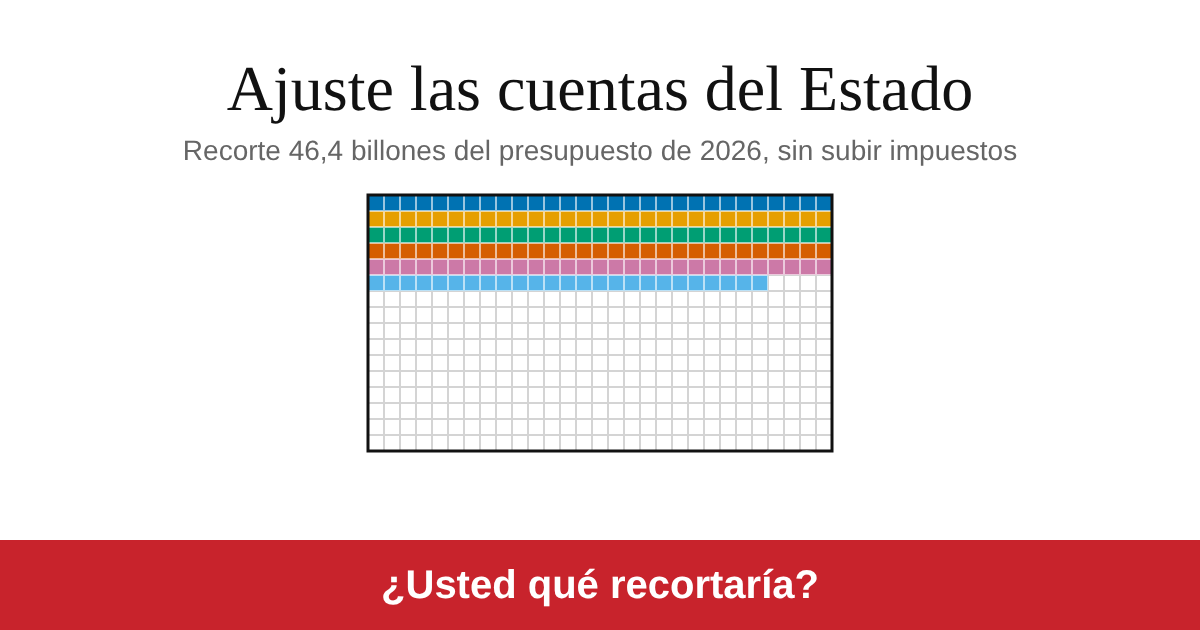 Ajuste las cuentas del Estado
Recorte 46,4 billones del presupuesto de 2026, sin subir impuestos
¿Usted qué recortaría?